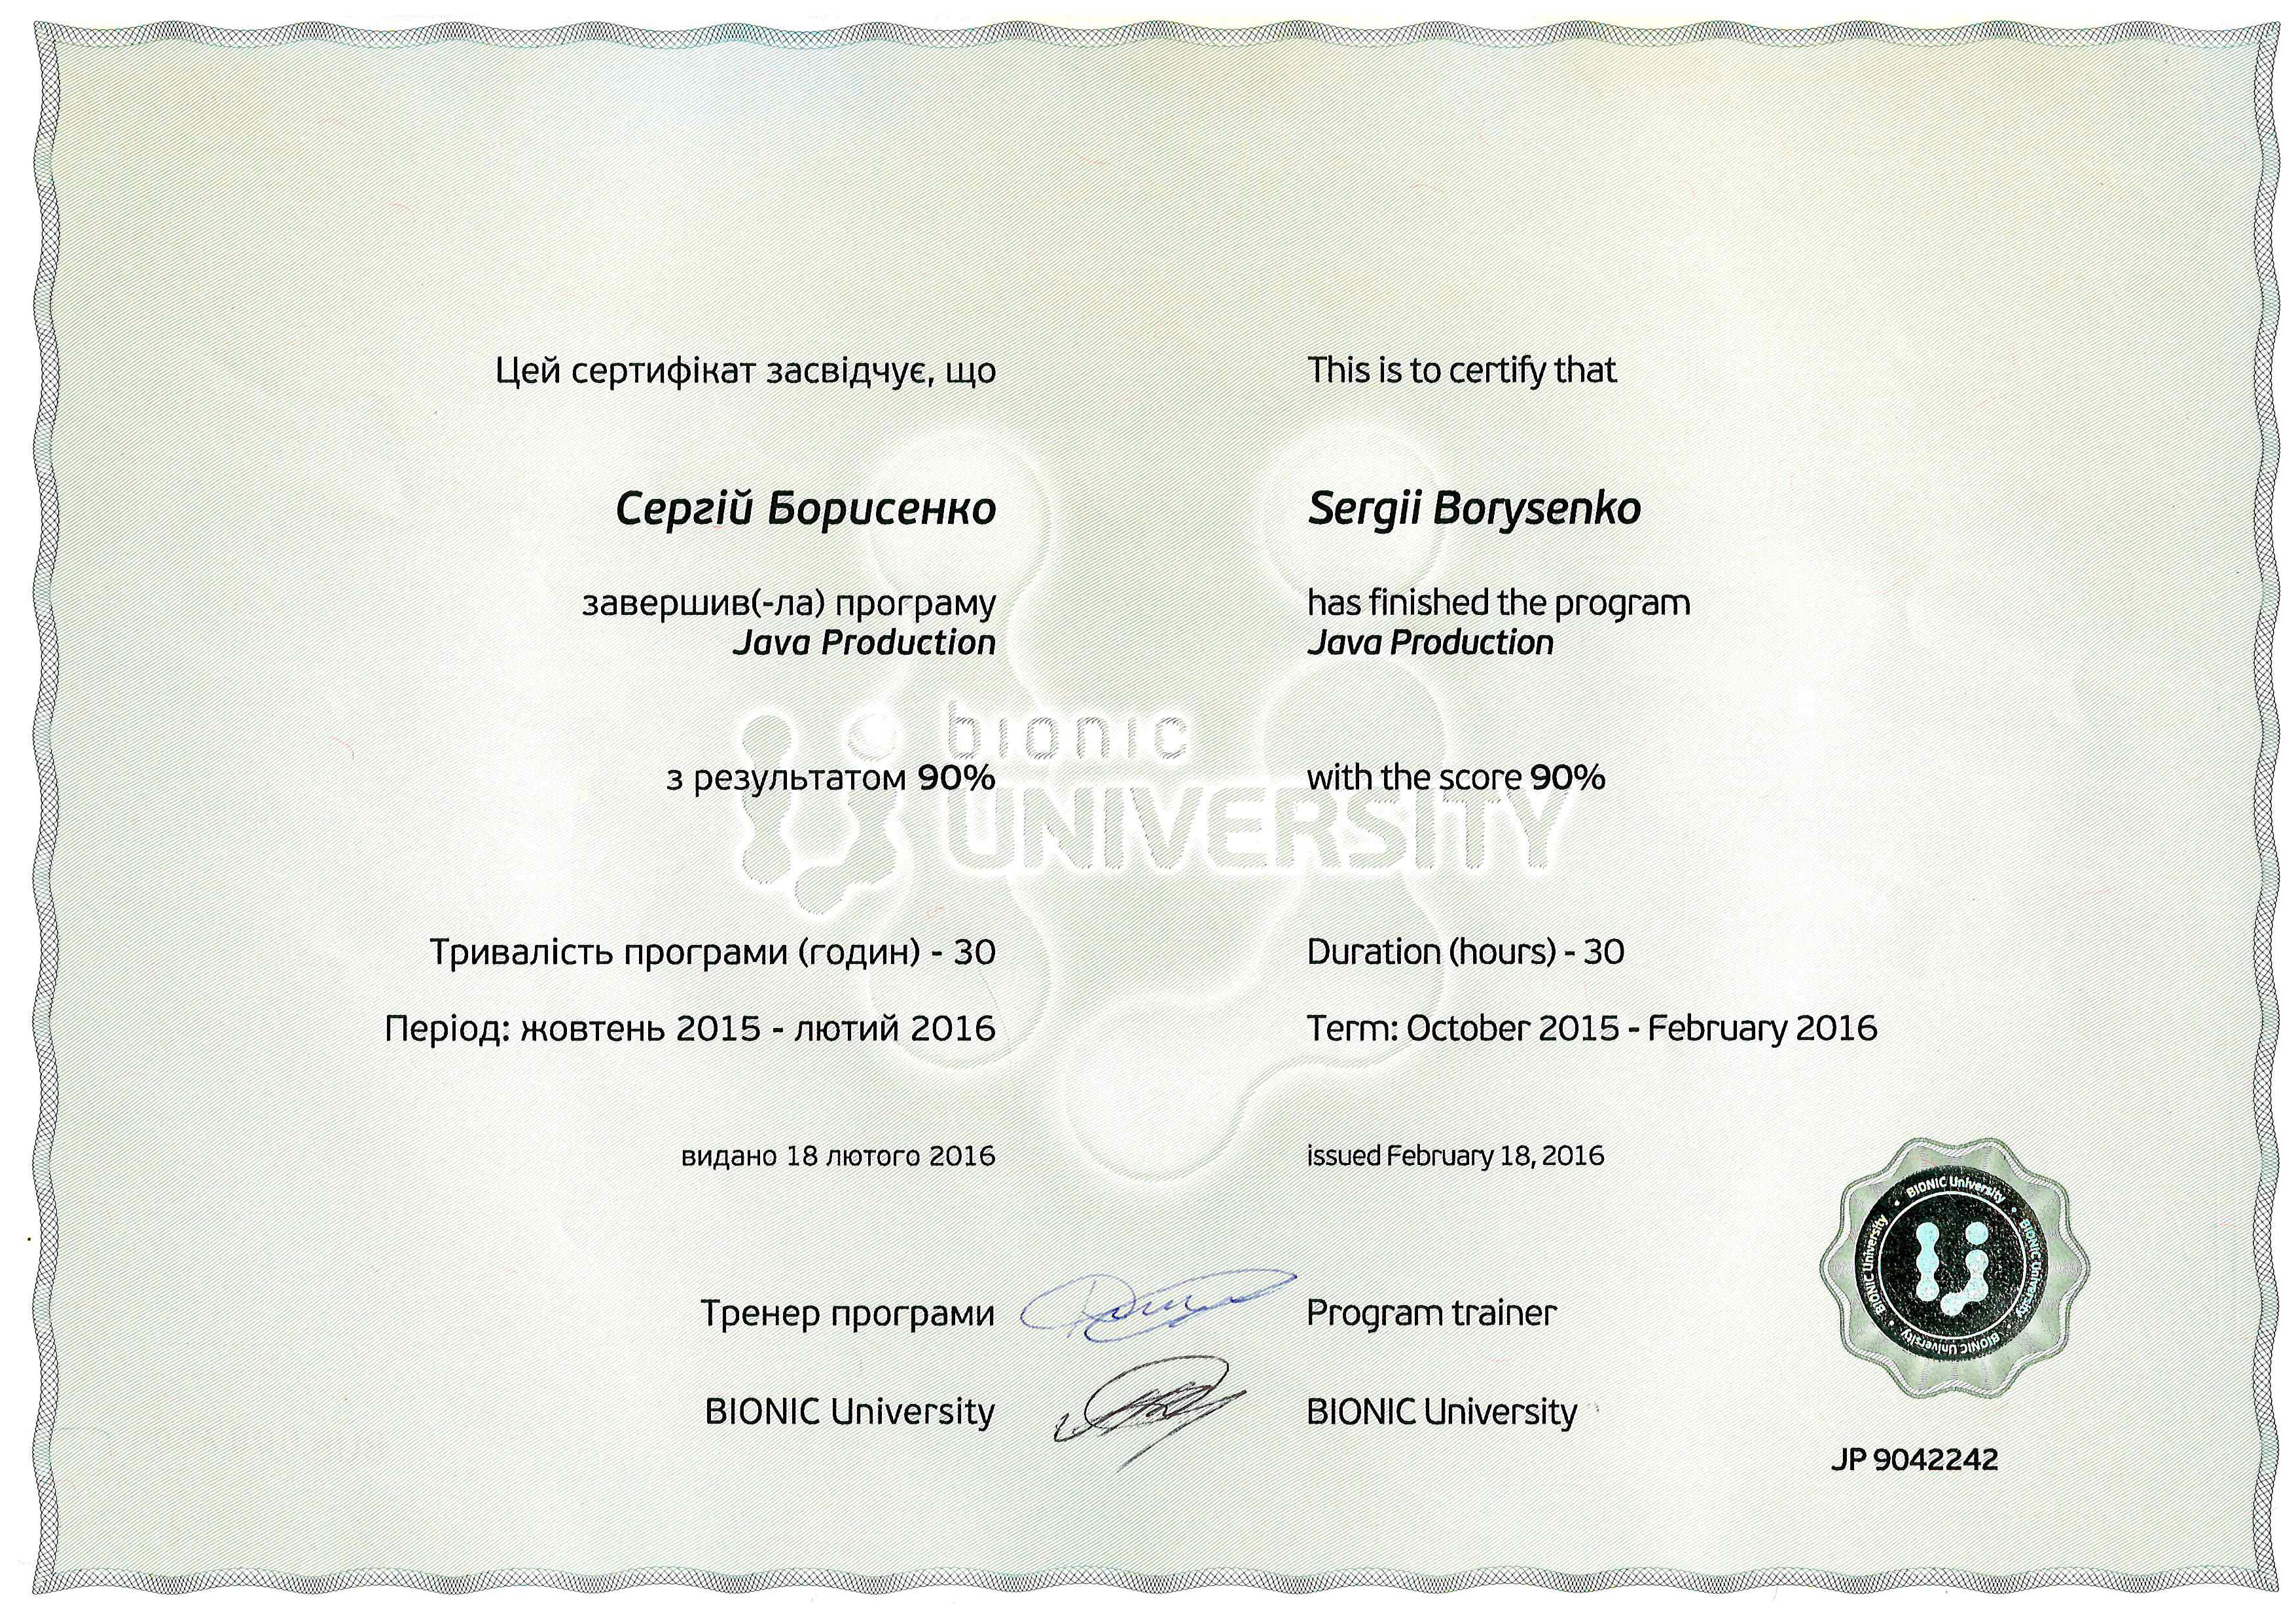 Цей сертифікат засвідчує, що
Сергій Борисенко
завершив(-ла) програму
Java Production
з результатом 90%
Тривалість програми (годин) - 30
Період: жовтень 2015 - лютий 2016
видано 18 лютого 2016
Тренер програми
BIONIC University
This is to certify that
Sergii Borysenko
has finished the program
Java Production
with the score 90%
Duration (hours) - 30
Term: October 2015 - February 2016
issued February 18, 2016
Program trainer
BIONIC University
bionic
UNIVERSITY
BIONIC University • BIONIC University • BIONIC University • BIONIC University •
JP 9042242